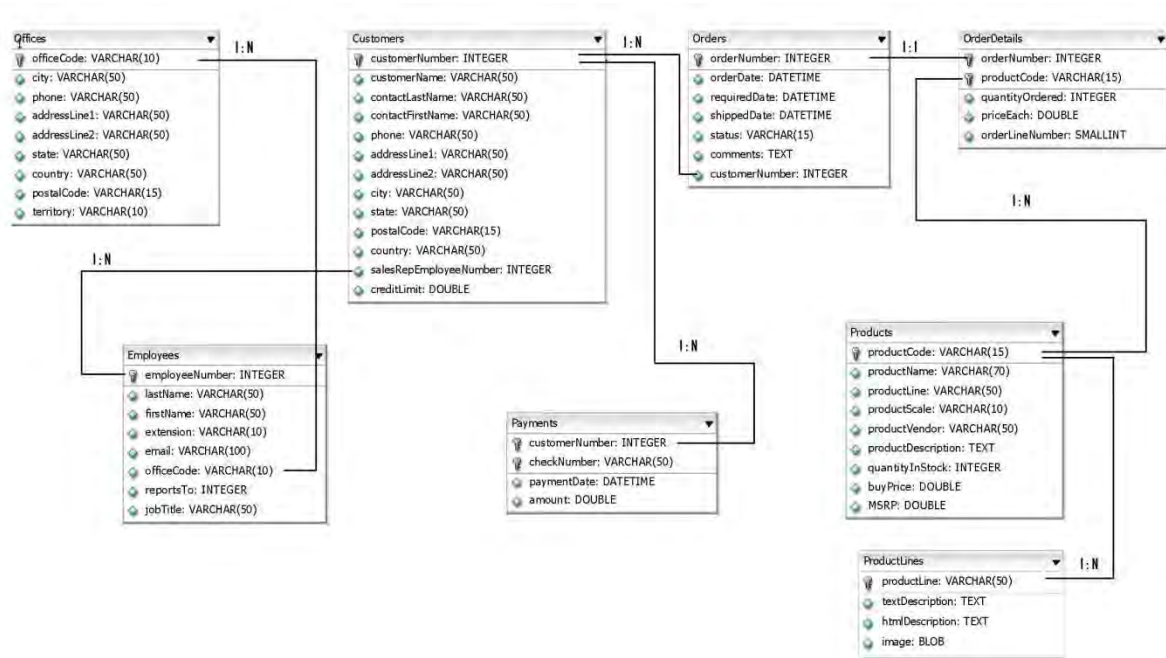 Offices
officeCode: VARCHAR(10)
city: VARCHAR(50)
phone: VARCHAR(50)
addressLine1: VARCHAR(50)
addressLine2: VARCHAR(50)
state: VARCHAR(50)
country: VARCHAR(50)
postalCode: VARCHAR(15)
territory: VARCHAR(10)
1:N
Customers
customerNumber: INTEGER
customerName: VARCHAR(50)
contactLastName: VARCHAR(50)
contactFirstName: VARCHAR(50)
phone: VARCHAR(50)
addressLine1: VARCHAR(50)
addressLine2: VARCHAR(50)
city: VARCHAR(50)
state: VARCHAR(50)
postalCode: VARCHAR(15)
country: VARCHAR(50)
salesRepEmployeeNumber: INTEGER
creditLimit: DOUBLE
1:N
Orders
orderNumber: INTEGER
orderDate: DATETIME
requiredDate: DATETIME
shippedDate: DATETIME
status: VARCHAR(15)
comments: TEXT
customerNumber: INTEGER
1:1
OrderDetails
orderNumber: INTEGER
productCode: VARCHAR(15)
quantityOrdered: INTEGER
priceEach: DOUBLE
orderLineNumber: SMALLINT
1:N
1:N
Employees
employeeNumber: INTEGER
lastName: VARCHAR(50)
firstName: VARCHAR(50)
extension: VARCHAR(10)
email: VARCHAR(100)
officeCode: VARCHAR(10)
reportsTo: INTEGER
jobTitle: VARCHAR(50)
1:N
Payments
customerNumber: INTEGER
checkNumber: VARCHAR(50)
paymentDate: DATETIME
amount: DOUBLE
Products
productCode: VARCHAR(15)
productName: VARCHAR(70)
productLine: VARCHAR(50)
productScale: VARCHAR(10)
productVendor: VARCHAR(50)
productDescription: TEXT
quantityInStock: INTEGER
buyPrice: DOUBLE
MSRP: DOUBLE
1:N
ProductLines
productLine: VARCHAR(50)
textDescription: TEXT
htmlDescription: TEXT
image: BLOB